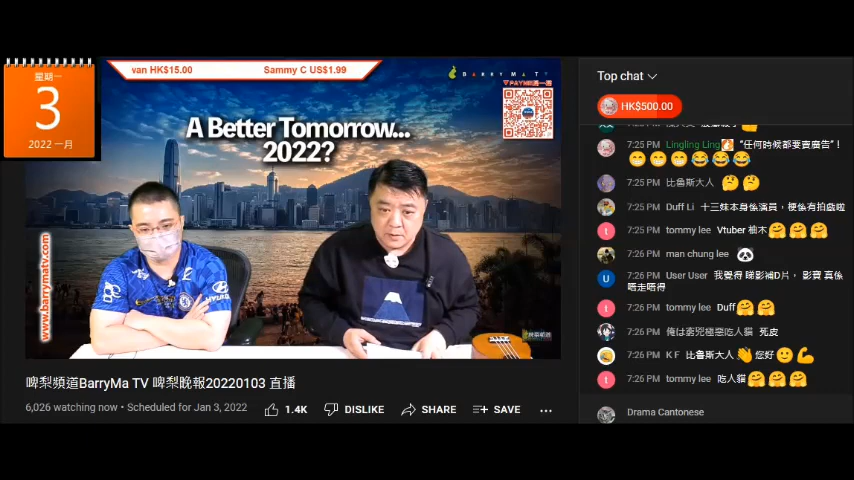 星期一
3
2022 一月
van HK$15.00
Sammy C US$1.99
BARRYMATV
A Better Tomorrow...
2022?
www.barrymatv.com
HYUNDAI
啤梨頻道BarryMa TV 啤梨晚報20220103 直播
6,026 watching now • Scheduled for Jan 3, 2022
1.4K
DISLIKE
SHARE
SAVE
Top chat
HK$500.00
7:25 PM Lingling Ling "任何時候都要賣廣告"!
7:25 PM 比魯斯大人
7:25 PM Duff Li 十三妹本身係演員,梗係有拍戲啦
7:25 PM tommy lee Vtuber 柚木
7:26 PM man chung lee
7:26 PM User User 我覺得 睇影補D片, 影寶 真係
唔走唔得
7:26 PM tommy lee Duff
7:26 PM 俺は窮兇極惡吃人貓 死皮
7:26 PM K F 比魯斯大人 您好
7:26 PM tommy lee 吃人貓
Drama Cantonese